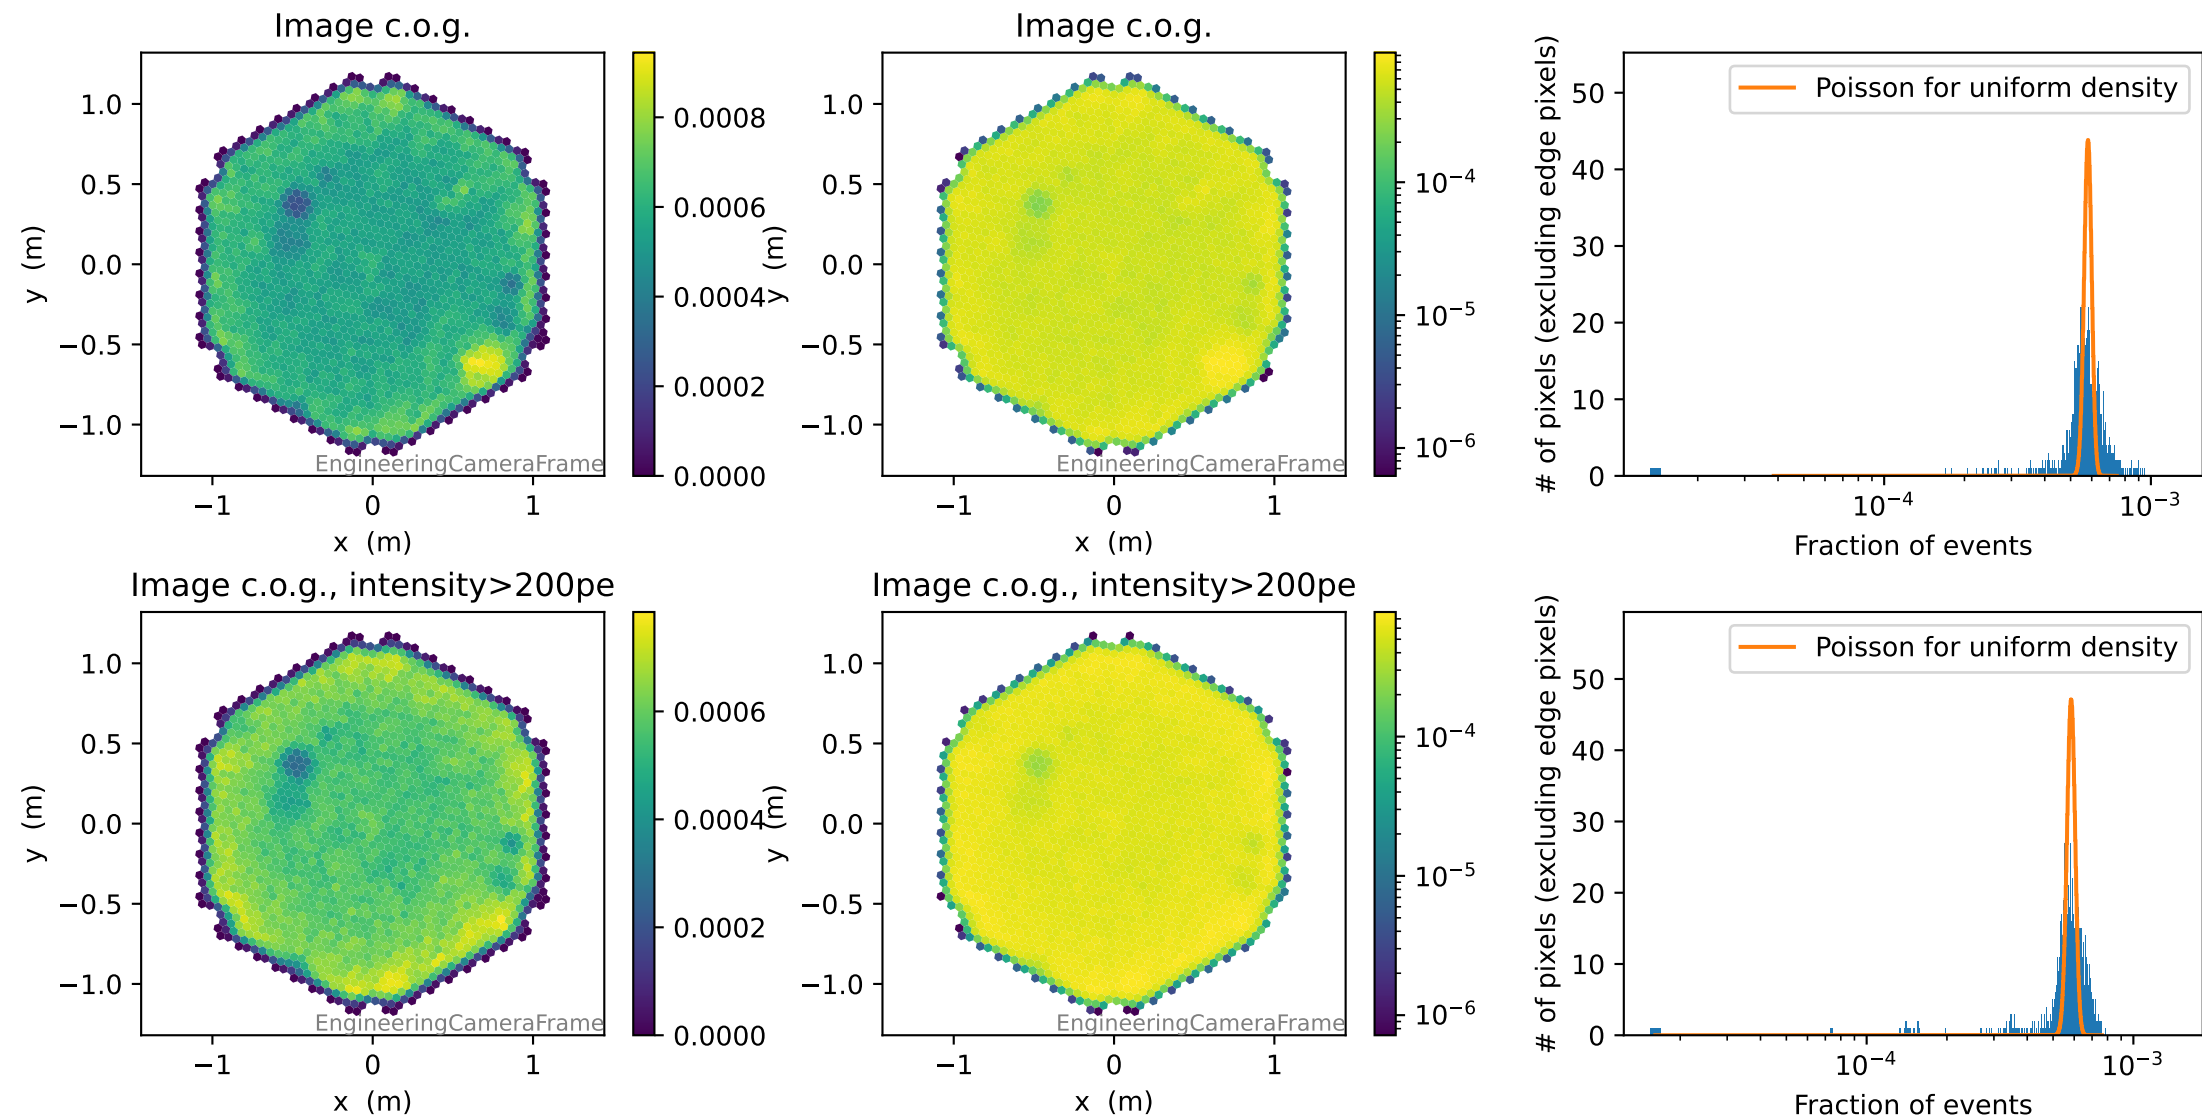 Image c.o.g.
y (m)
1.0
0.5
0.0
−0.5
−1.0
−1
0
1
x (m)
EngineeringCameraFrame
0.0008
0.0006
0.0004
0.0002
0.0000
Image c.o.g.
y (m)
1.0
0.5
0.0
−0.5
−1.0
−1
0
1
x (m)
EngineeringCameraFrame
10⁻⁴
10⁻⁵
10⁻⁶
# of pixels (excluding edge pixels)
50
40
30
20
10
0
Poisson for uniform density
10⁻⁴
10⁻³
Fraction of events
Image c.o.g., intensity>200pe
y (m)
1.0
0.5
0.0
−0.5
−1.0
−1
0
1
x (m)
EngineeringCameraFrame
0.0006
0.0004
0.0002
0.0000
Image c.o.g., intensity>200pe
y (m)
1.0
0.5
0.0
−0.5
−1.0
−1
0
1
x (m)
EngineeringCameraFrame
10⁻⁴
10⁻⁵
10⁻⁶
# of pixels (excluding edge pixels)
50
40
30
20
10
0
Poisson for uniform density
10⁻⁴
10⁻³
Fraction of events